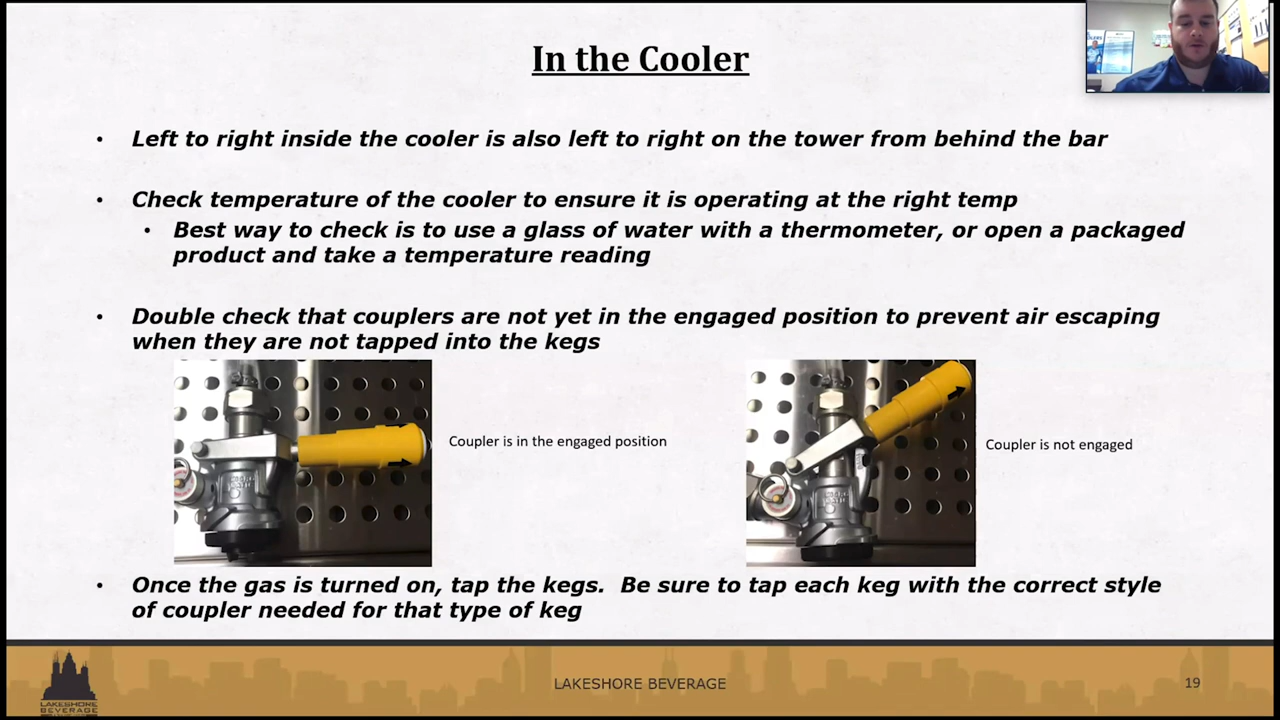 In the Cooler
• Left to right inside the cooler is also left to right on the tower from behind the bar
• Check temperature of the cooler to ensure it is operating at the right temp
• Best way to check is to use a glass of water with a thermometer, or open a packaged
product and take a temperature reading
• Double check that couplers are not yet in the engaged position to prevent air escaping
when they are not tapped into the kegs
Coupler is in the engaged position
Coupler is not engaged
• Once the gas is turned on, tap the kegs.  Be sure to tap each keg with the correct style
of coupler needed for that type of keg
LAKESHORE
BEVERAGE
LAKESHORE BEVERAGE
19